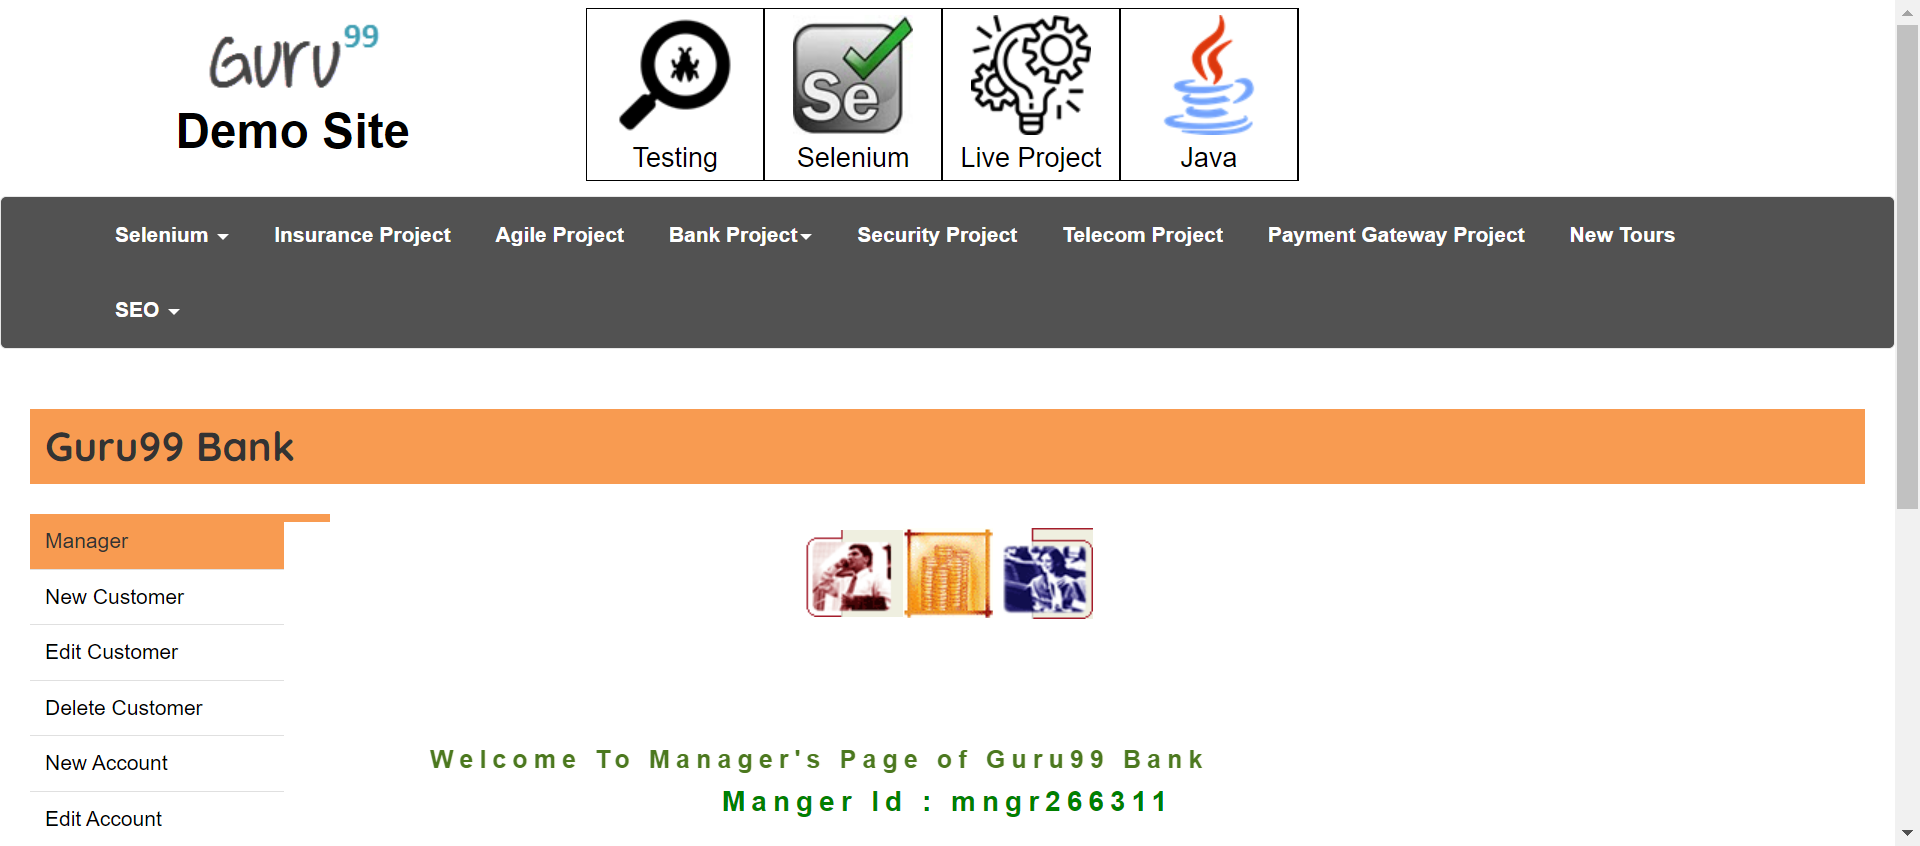 Guru99
Demo Site
Testing
Se
Selenium
Live Project
Java
Selenium
Insurance Project
Agile Project
Bank Project
Security Project
Telecom Project
Payment Gateway Project
New Tours
SEO
Guru99 Bank
Manager
New Customer
Edit Customer
Delete Customer
New Account
Edit Account
Welcome To Manager's Page of Guru99 Bank
Manger Id : mngr266311